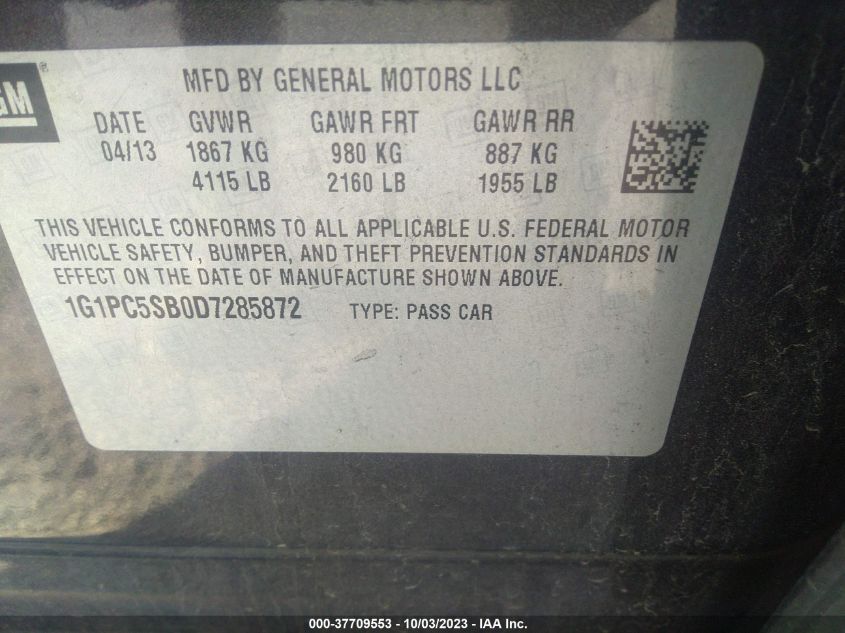 GM®
MFD BY GENERAL MOTORS LLC
DATE GVWR GAWR FRT GAWR RR
04/13 1867 KG 980 KG 887 KG
4115 LB 2160 LB 1955 LB
THIS VEHICLE CONFORMS TO ALL APPLICABLE U.S. FEDERAL MOTOR
VEHICLE SAFETY, BUMPER, AND THEFT PREVENTION STANDARDS IN
EFFECT ON THE DATE OF MANUFACTURE SHOWN ABOVE.
1G1PC5SB0D7285872 TYPE: PASS CAR
000-37709553 - 10/03/2023 - IAA Inc.